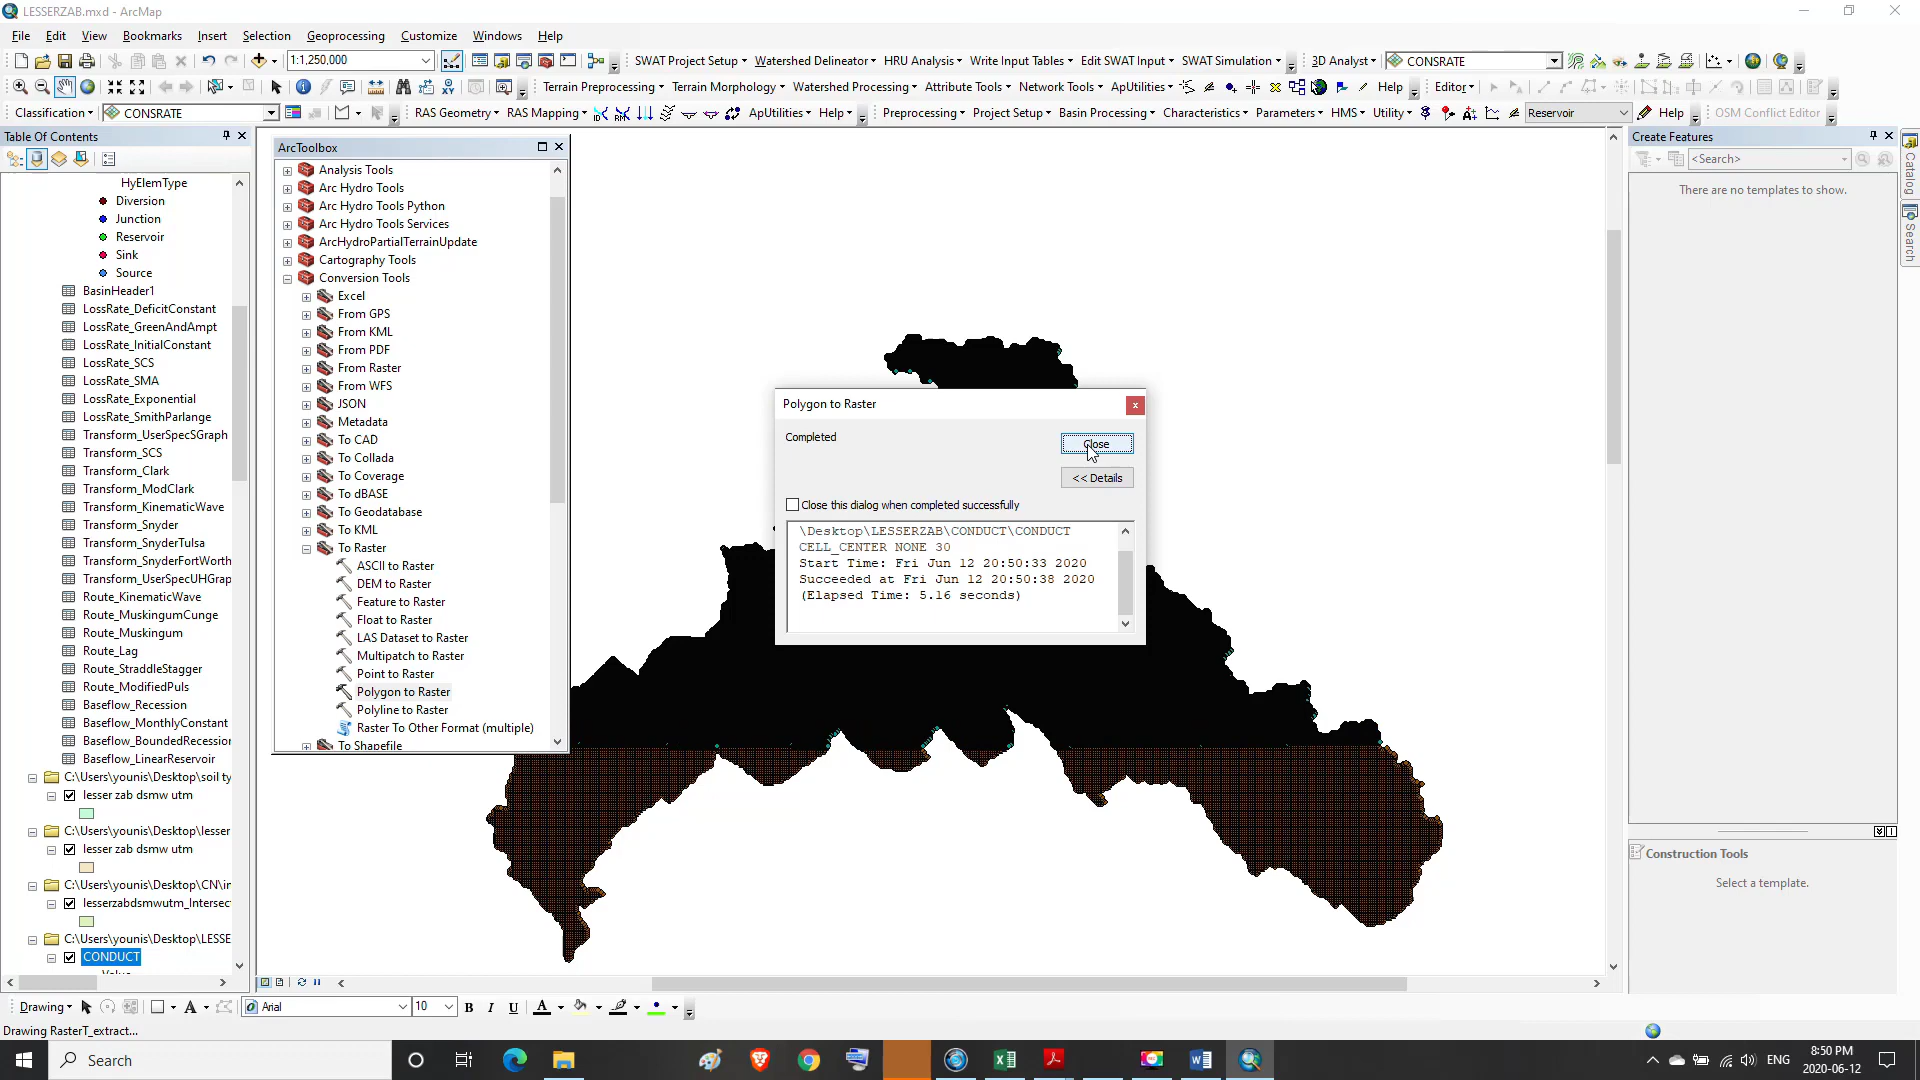 LESSERZAB.mxd - ArcMap
File Edit View Bookmarks Insert Selection Geoprocessing Customize Windows Help
1:1,250,000 SWAT Project Setup Watershed Delineator HRU Analysis Write Input Tables Edit SWAT Input SWAT Simulation 3D Analyst CONSRATE
Terrain Preprocessing Terrain Morphology Watershed Processing Attribute Tools Network Tools ApUtilities Help Editor
Classification CONSRATE RAS Geometry RAS Mapping ApUtilities Help Preprocessing Project Setup Basin Processing Characteristics Parameters HMS Utility Reservoir Help OSM Conflict Editor
Table Of Contents
HyElemType
Diversion
Junction
Reservoir
Sink
Source
BasinHeader1
LossRate_DeficitConstant
LossRate_GreenAndAmpt
LossRate_InitialConstant
LossRate_SCS
LossRate_SMA
LossRate_Exponential
LossRate_SmithParlange
Transform_UserSpecSGraph
Transform_SCS
Transform_Clark
Transform_ModClark
Transform_KinematicWave
Transform_Snyder
Transform_SnyderTulsa
Transform_SnyderFortWorth
Transform_UserSpecUHGrap
Route_KinematicWave
Route_MuskingumCunge
Route_Muskingum
Route_Lag
Route_StraddleStagger
Route_ModifiedPuls
Baseflow_Recession
Baseflow_MonthlyConstant
Baseflow_BoundedRecession
Baseflow_LinearReservoir
C:\Users\younis\Desktop\soil ty
lesser zab dsmw utm
C:\Users\younis\Desktop\lesser
lesser zab dsmw utm
C:\Users\younis\Desktop\CN\in
lesserzabdsmwutm_Intersec
C:\Users\younis\Desktop\LESSE
CONDUCT
ArcToolbox
Analysis Tools
Arc Hydro Tools
Arc Hydro Tools Python
Arc Hydro Tools Services
ArcHydroPartialTerrainUpdate
Cartography Tools
Conversion Tools
Excel
From GPS
From KML
From PDF
From Raster
From WFS
JSON
Metadata
To CAD
To Collada
To Coverage
To dBASE
To Geodatabase
To KML
To Raster
ASCII to Raster
DEM to Raster
Feature to Raster
Float to Raster
LAS Dataset to Raster
Multipatch to Raster
Point to Raster
Polygon to Raster
Polyline to Raster
Raster To Other Format (multiple)
To Shapefile
Polygon to Raster
Completed
Close
<< Details
Close this dialog when completed successfully
\Desktop\LESSERZAB\CONDUCT\CONDUCT
CELL_CENTER NONE 30
Start Time: Fri Jun 12 20:50:33 2020
Succeeded at Fri Jun 12 20:50:38 2020
(Elapsed Time: 5.16 seconds)
Create Features
<Search>
There are no templates to show.
Construction Tools
Select a template.
Catalog
Search
Drawing Arial 10 B I U A
Drawing RasterT_extract...
Search
ENG
8:50 PM
2020-06-12